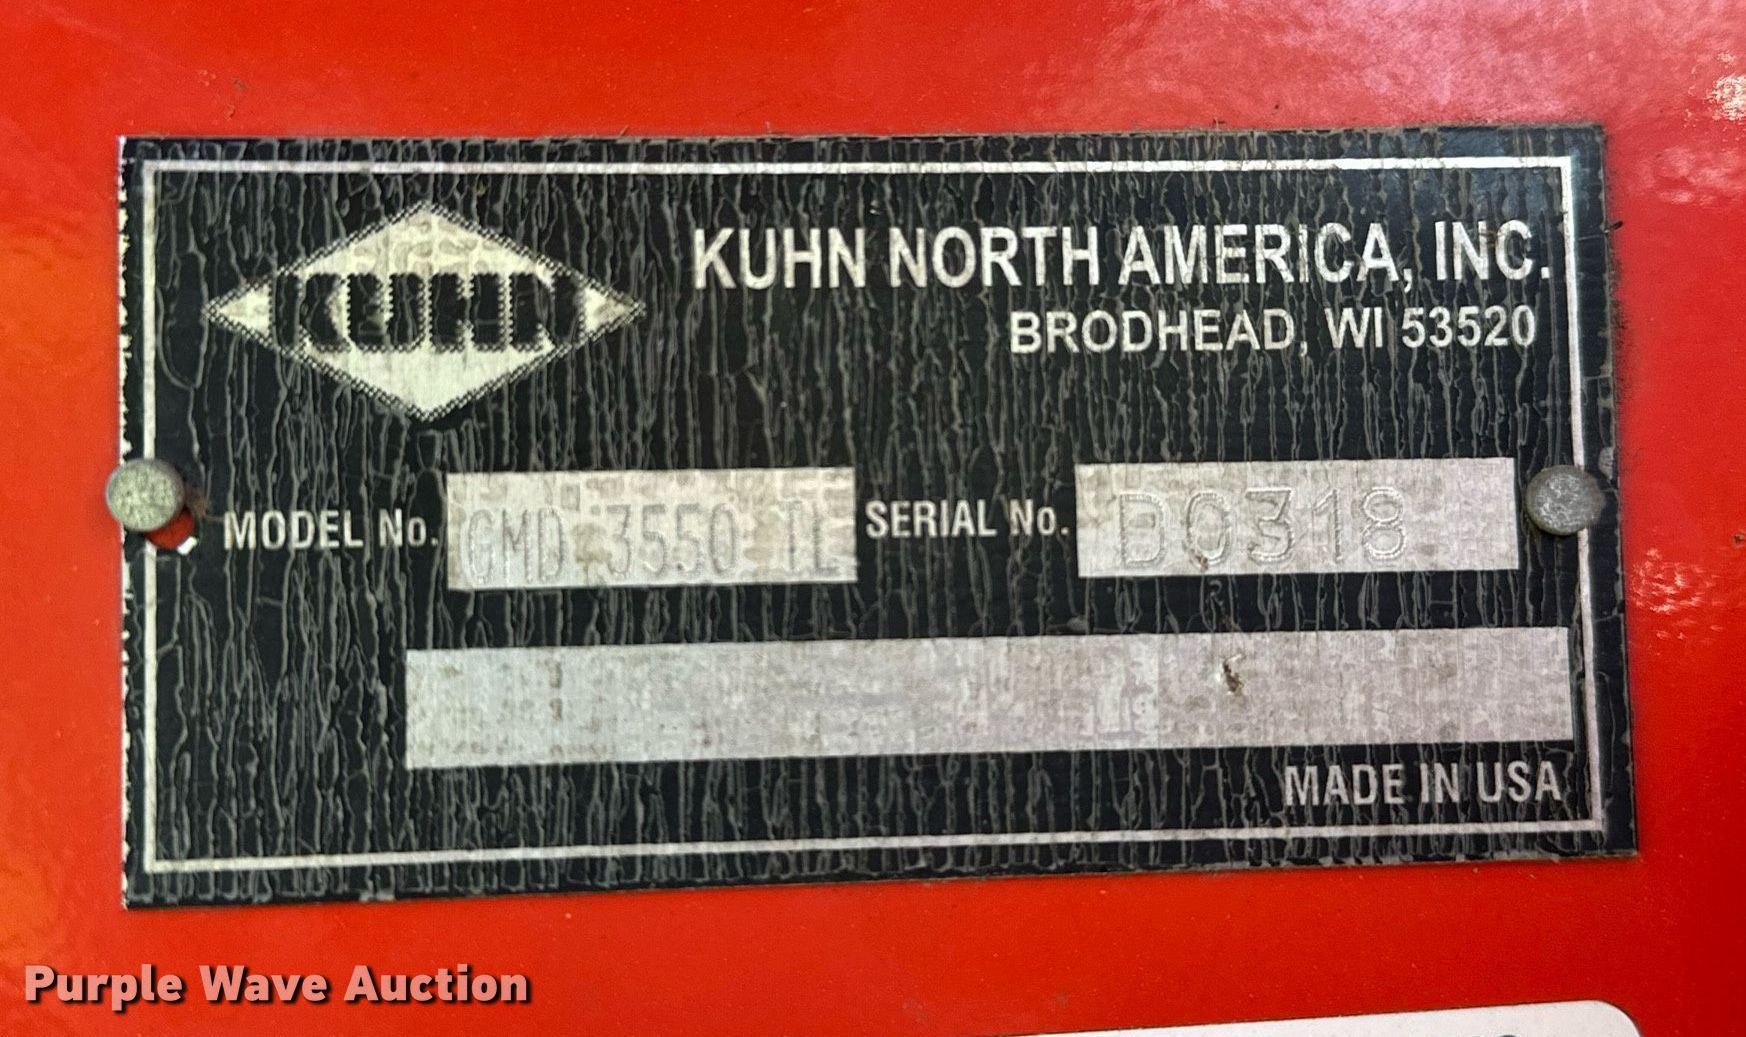 KUHN
KUHN NORTH AMERICA, INC.
BRODHEAD, WI 53520
MODEL No. GMD 3550 TL SERIAL No. D0318
MADE IN USA
Purple Wave Auction